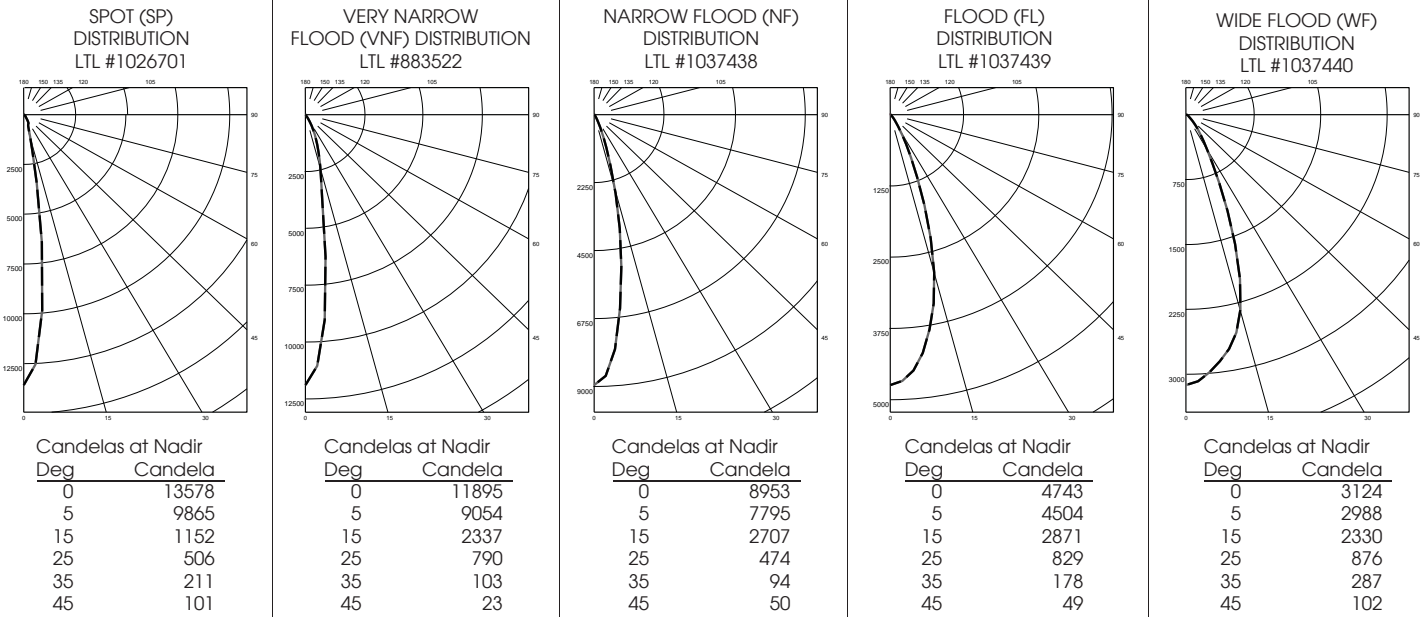 SPOT (SP)
DISTRIBUTION
LTL #1026701
180 150 135 120 105
90
75
60
45
2500
5000
7500
10000
12500
0 15 30
Candelas at Nadir
Deg Candela
0 13578
5 9865
15 1152
25 506
35 211
45 101
VERY NARROW
FLOOD (VNF) DISTRIBUTION
LTL #883522
180 150 135 120 105
90
75
60
45
2500
5000
7500
10000
12500
0 15 30
Candelas at Nadir
Deg Candela
0 11895
5 9054
15 2337
25 790
35 103
45 23
NARROW FLOOD (NF)
DISTRIBUTION
LTL #1037438
180 150 135 120 105
90
75
60
45
2250
4500
6750
9000
0 15 30
Candelas at Nadir
Deg Candela
0 8953
5 7795
15 2707
25 474
35 94
45 50
FLOOD (FL)
DISTRIBUTION
LTL #1037439
180 150 135 120 105
90
75
60
45
1250
2500
3750
5000
0 15 30
Candelas at Nadir
Deg Candela
0 4743
5 4504
15 2871
25 829
35 178
45 49
WIDE FLOOD (WF)
DISTRIBUTION
LTL #1037440
180 150 135 120 105
90
75
60
45
750
1500
2250
3000
0 15 30
Candelas at Nadir
Deg Candela
0 3124
5 2988
15 2330
25 876
35 287
45 102